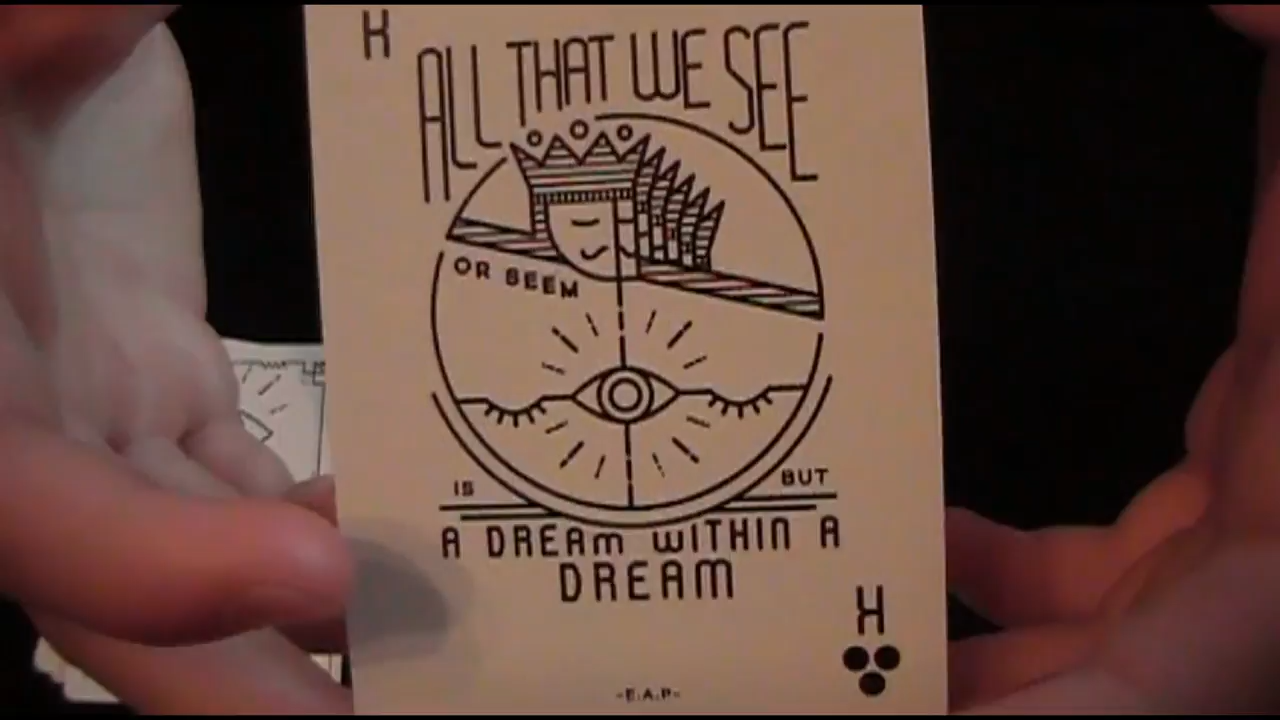 K
ALL THAT WE SEE
OR SEEM
IS BUT
A DREAM WITHIN A
DREAM
K
-E.A.P-